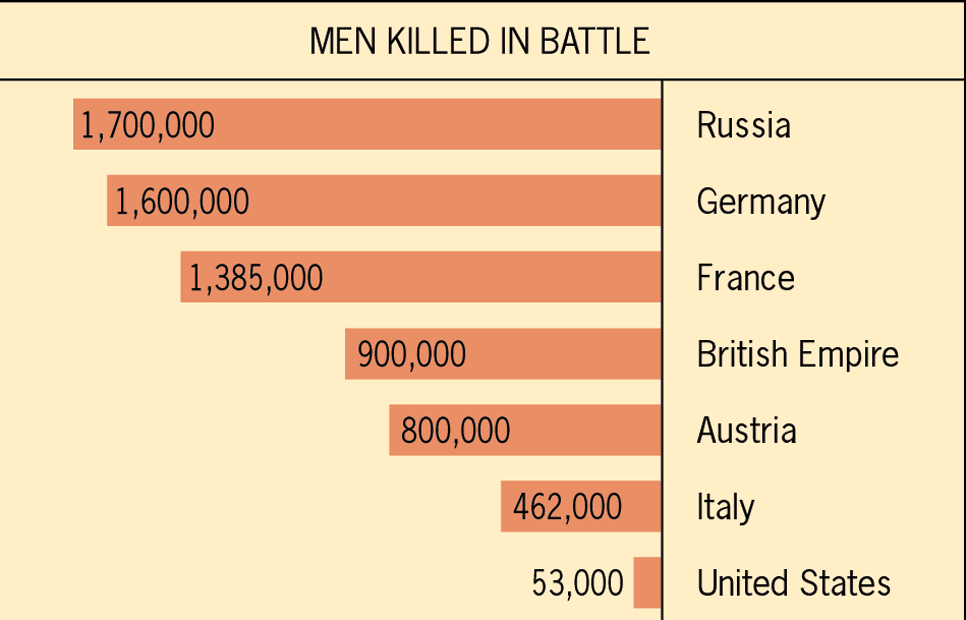 MEN KILLED IN BATTLE
1,700,000 Russia
1,600,000 Germany
1,385,000 France
900,000 British Empire
800,000 Austria
462,000 Italy
53,000 United States